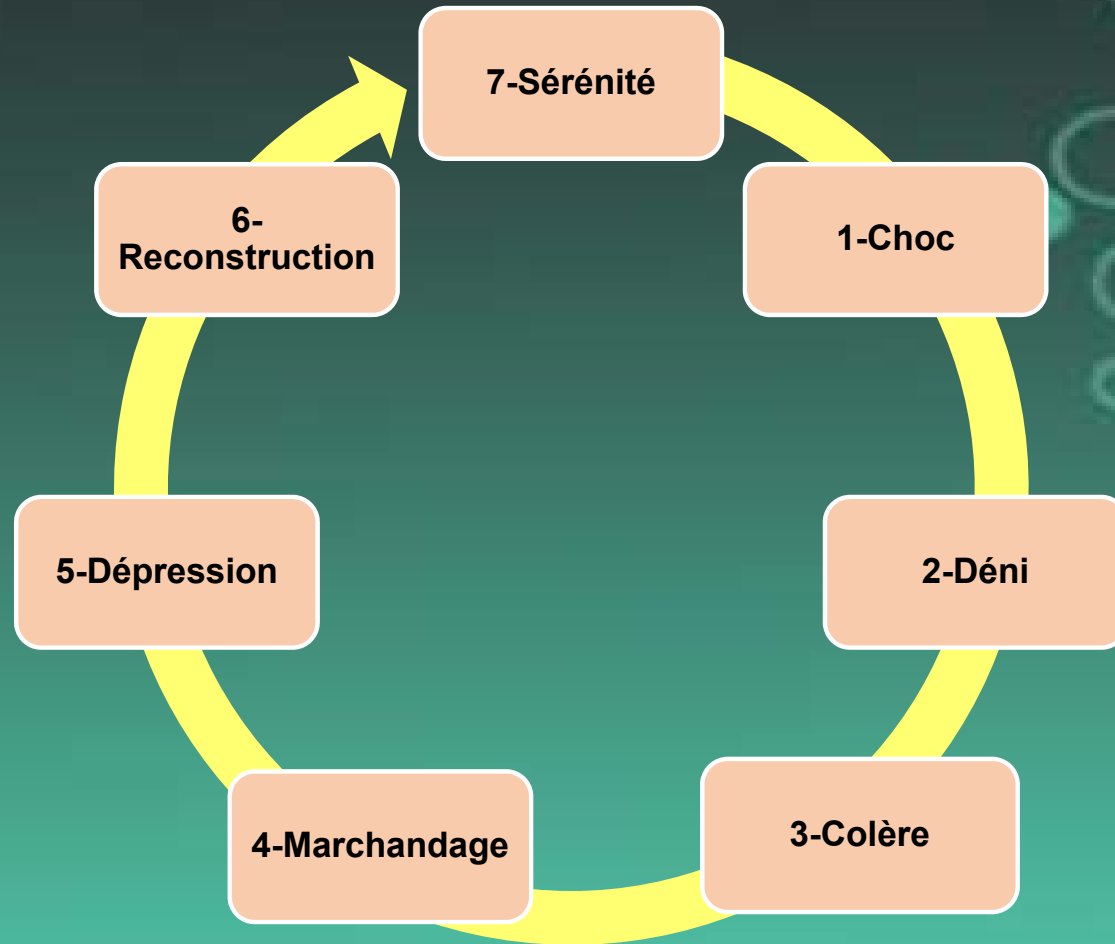 7-Sérénité
1-Choc
2-Déni
3-Colère
4-Marchandage
5-Dépression
6-
Reconstruction